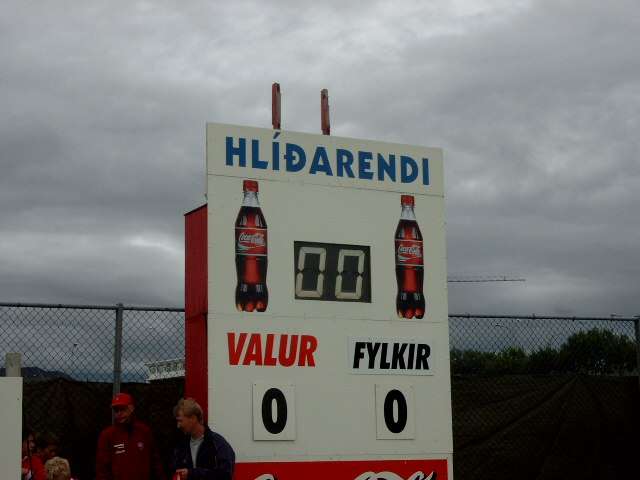 HLÍÐARENDI
Coca-Cola Coca-Cola
00
VALUR FYLKIR
0 0